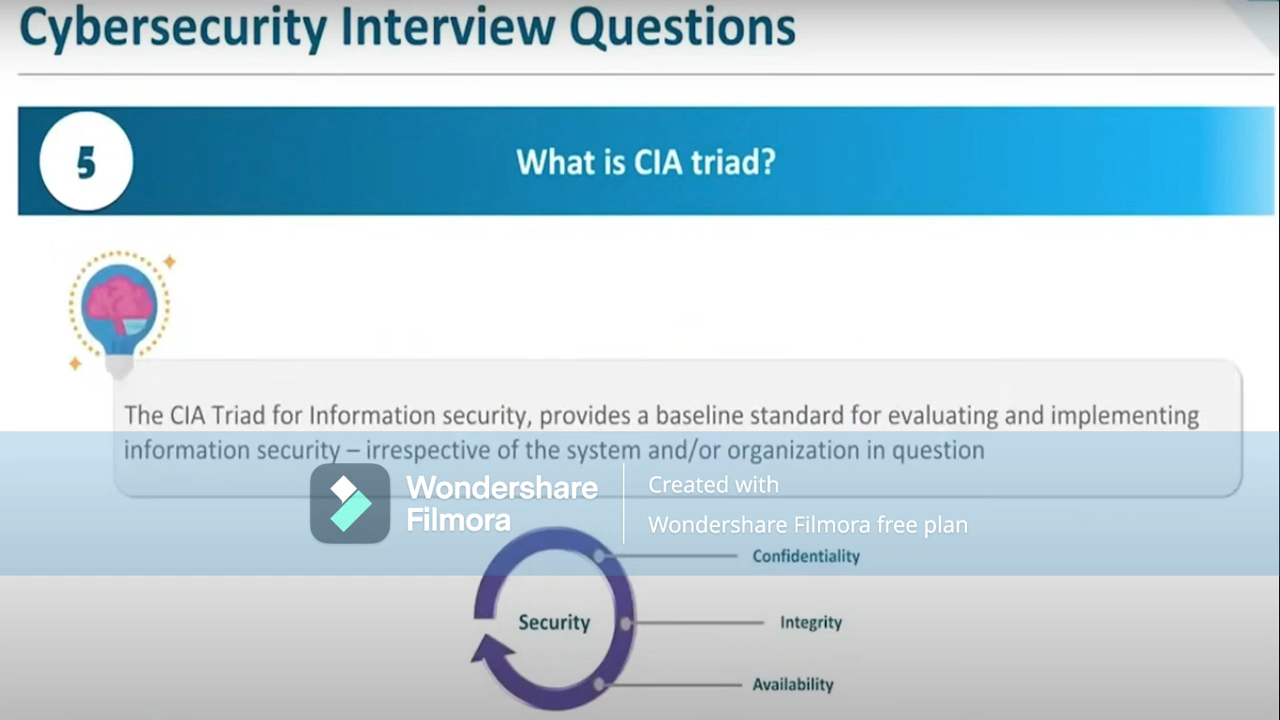 Cybersecurity Interview Questions
5
What is CIA triad?
The CIA Triad for Information security, provides a baseline standard for evaluating and implementing
information security – irrespective of the system and/or organization in question
Wondershare
Filmora
Created with
Wondershare Filmora free plan
Confidentiality
Security
Integrity
Availability